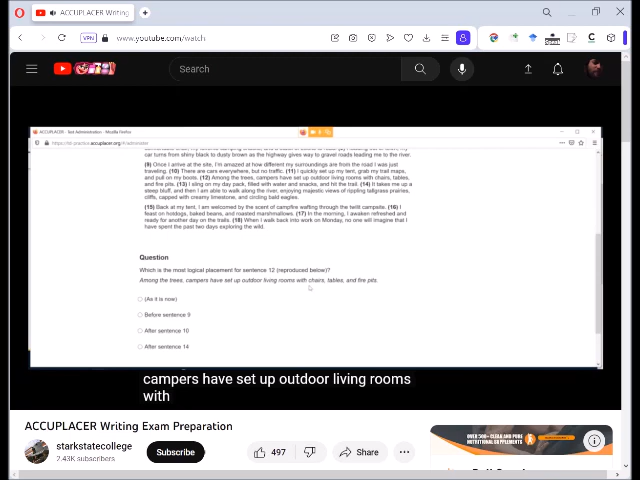 ACCUPLACER Writing
VPN
www.youtube.com/watch
Speak
Search
ACCUPLACER - Test Administration - Mozilla Firefox
car turns from shiny black to dusty brown as the highway gives way to gravel roads leading me to the river.
(9) Once I arrive at the site, I'm amazed at how different my surroundings are from the road I was just
traveling. (10) There are cars everywhere, but no traffic. (11) I quickly set up my tent, grab my trail maps,
and pull on my boots. (12) Among the trees, campers have set up outdoor living rooms with chairs, tables,
and fire pits. (13) I sling on my day pack, filled with water and snacks, and hit the trail. (14) It takes me up a
steep bluff, and then I am able to walk along the river, enjoying majestic views of rippling tallgrass prairies,
cliffs, capped with creamy limestone, and circling bald eagles.
(15) Back at my tent, I am welcomed by the scent of campfire wafting through the twilit campsite. (16) I
feast on hotdogs, baked beans, and roasted marshmallows. (17) In the morning, I awaken refreshed and
ready for another day on the trails. (18) When I walk back into work on Monday, no one will imagine that I
have spent the past two days exploring the wild.
Question
Which is the most logical placement for sentence 12 (reproduced below)?
Among the trees, campers have set up outdoor living rooms with chairs, tables, and fire pits.
(As it is now)
Before sentence 9
After sentence 10
After sentence 14
campers have set up outdoor living rooms
with
ACCUPLACER Writing Exam Preparation
starkstatecollege
2.43K subscribers
Subscribe
497
Share
OVER 500+ CLEAN AND PURE
NUTRITIONAL SUPPLEMENTS